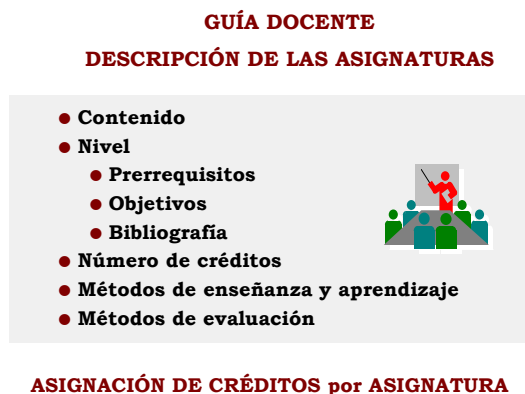 GUÍA DOCENTE
DESCRIPCIÓN DE LAS ASIGNATURAS
● Contenido
● Nivel
● Prerrequisitos
● Objetivos
● Bibliografía
● Número de créditos
● Métodos de enseñanza y aprendizaje
● Métodos de evaluación
ASIGNACIÓN DE CRÉDITOS por ASIGNATURA